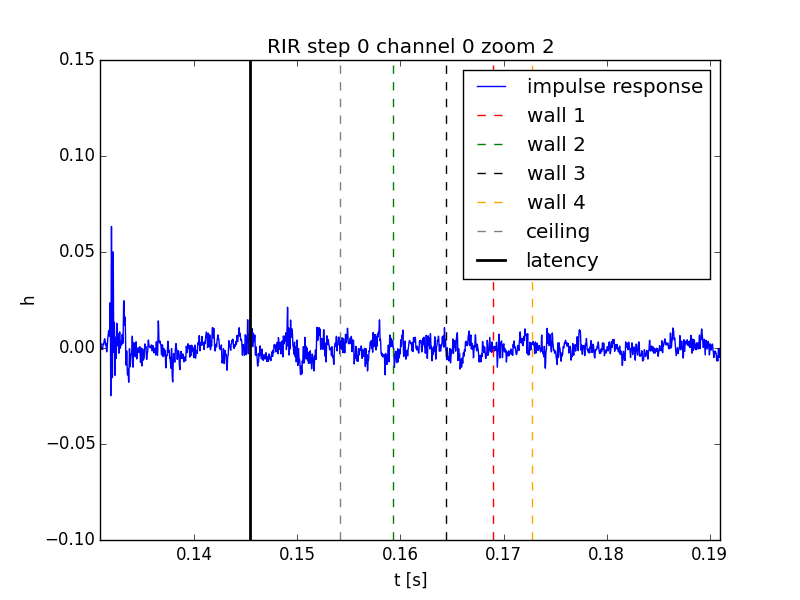 RIR step 0 channel 0 zoom 2
0.15
0.10
0.05
0.00
−0.05
−0.10
h
impulse response
wall 1
wall 2
wall 3
wall 4
ceiling
latency
0.14 0.15 0.16 0.17 0.18 0.19
t [s]